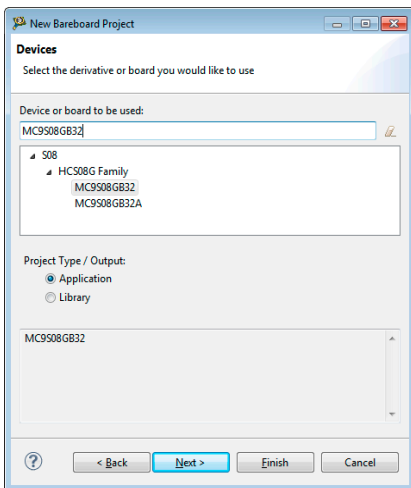 New Bareboard Project
Devices
Select the derivative or board you would like to use
Device or board to be used:
MC9S08GB32
S08
HCS08G Family
MC9S08GB32
MC9S08GB32A
Project Type / Output:
Application
Library
MC9S08GB32
< Back
Next >
Finish
Cancel